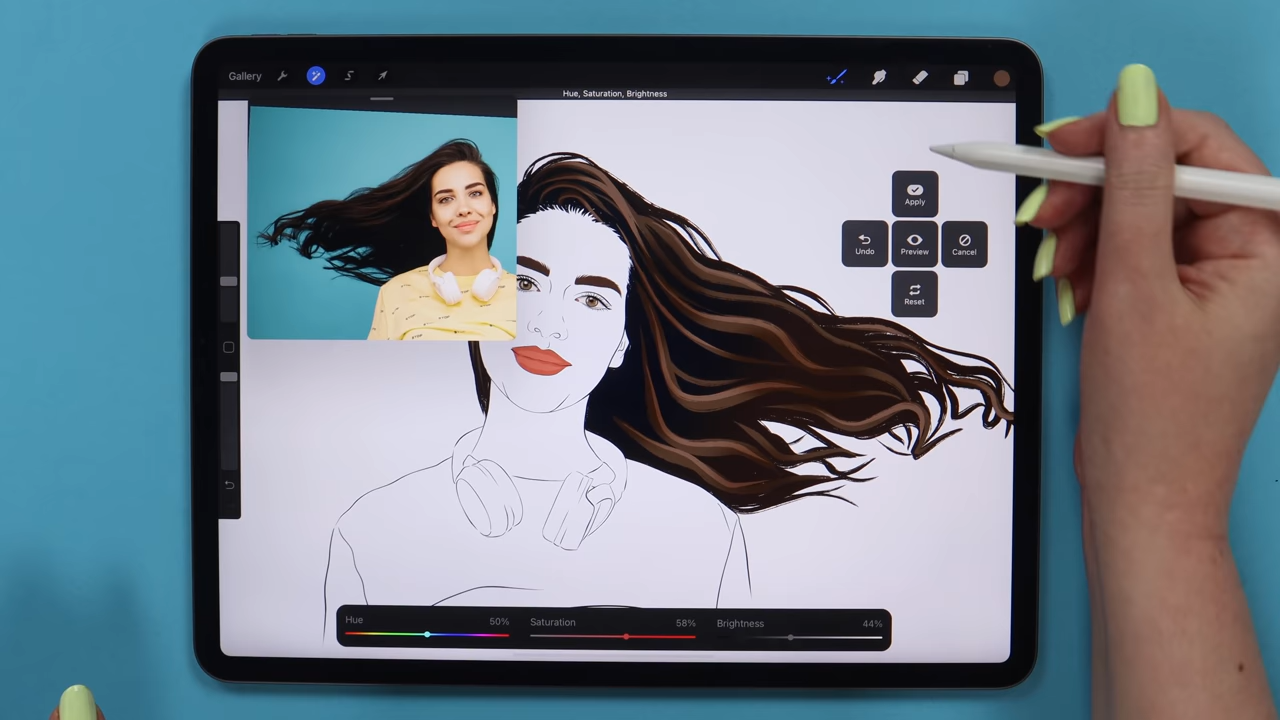 Gallery
Hue, Saturation, Brightness
Apply
Undo
Preview
Cancel
Reset
Hue 50%
Saturation 58%
Brightness 44%